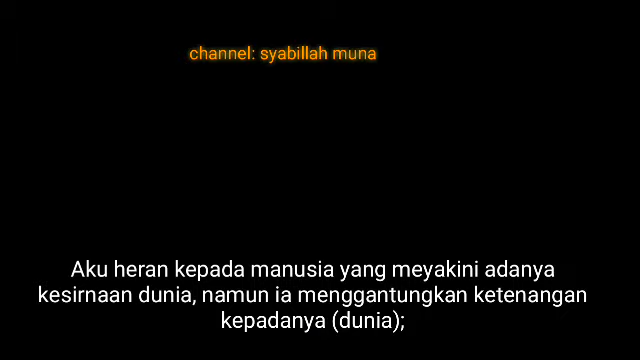 channel: syabillah muna
Aku heran kepada manusia yang meyakini adanya
kesirnaan dunia, namun ia menggantungkan ketenangan
kepadanya (dunia);